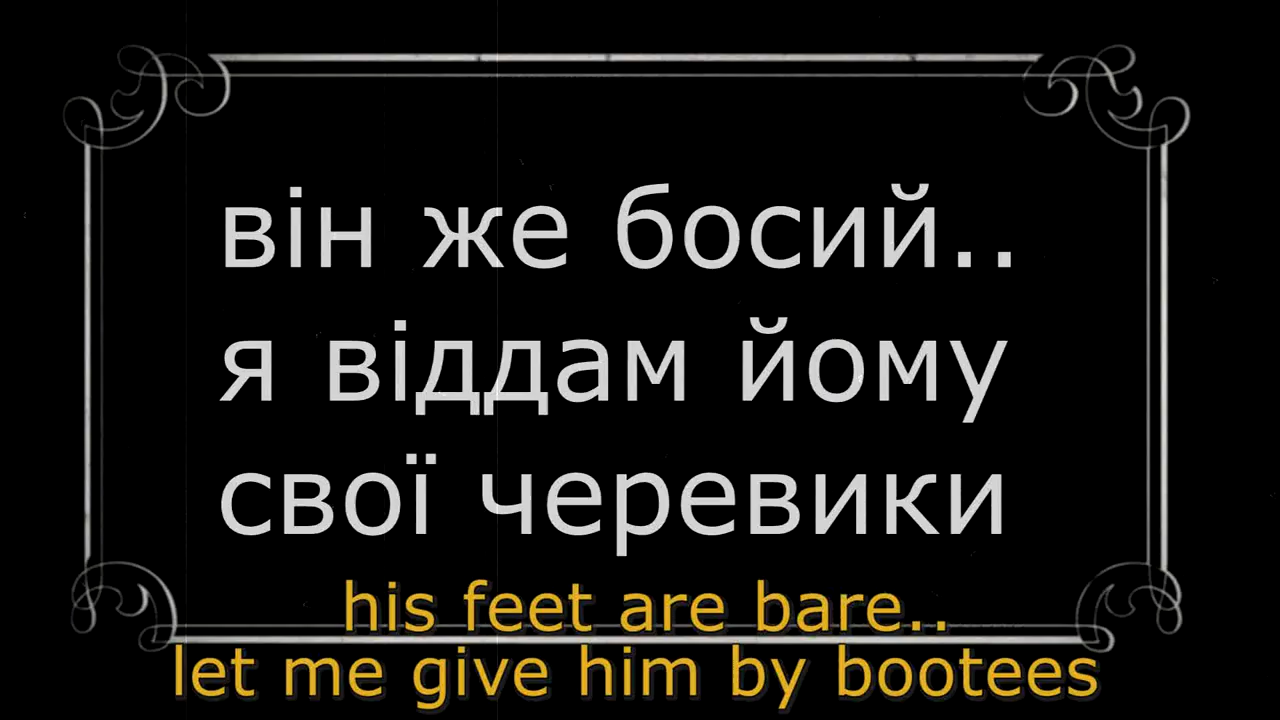 він же босий..
я віддам йому
свої черевики
his feet are bare..
let me give him by bootees